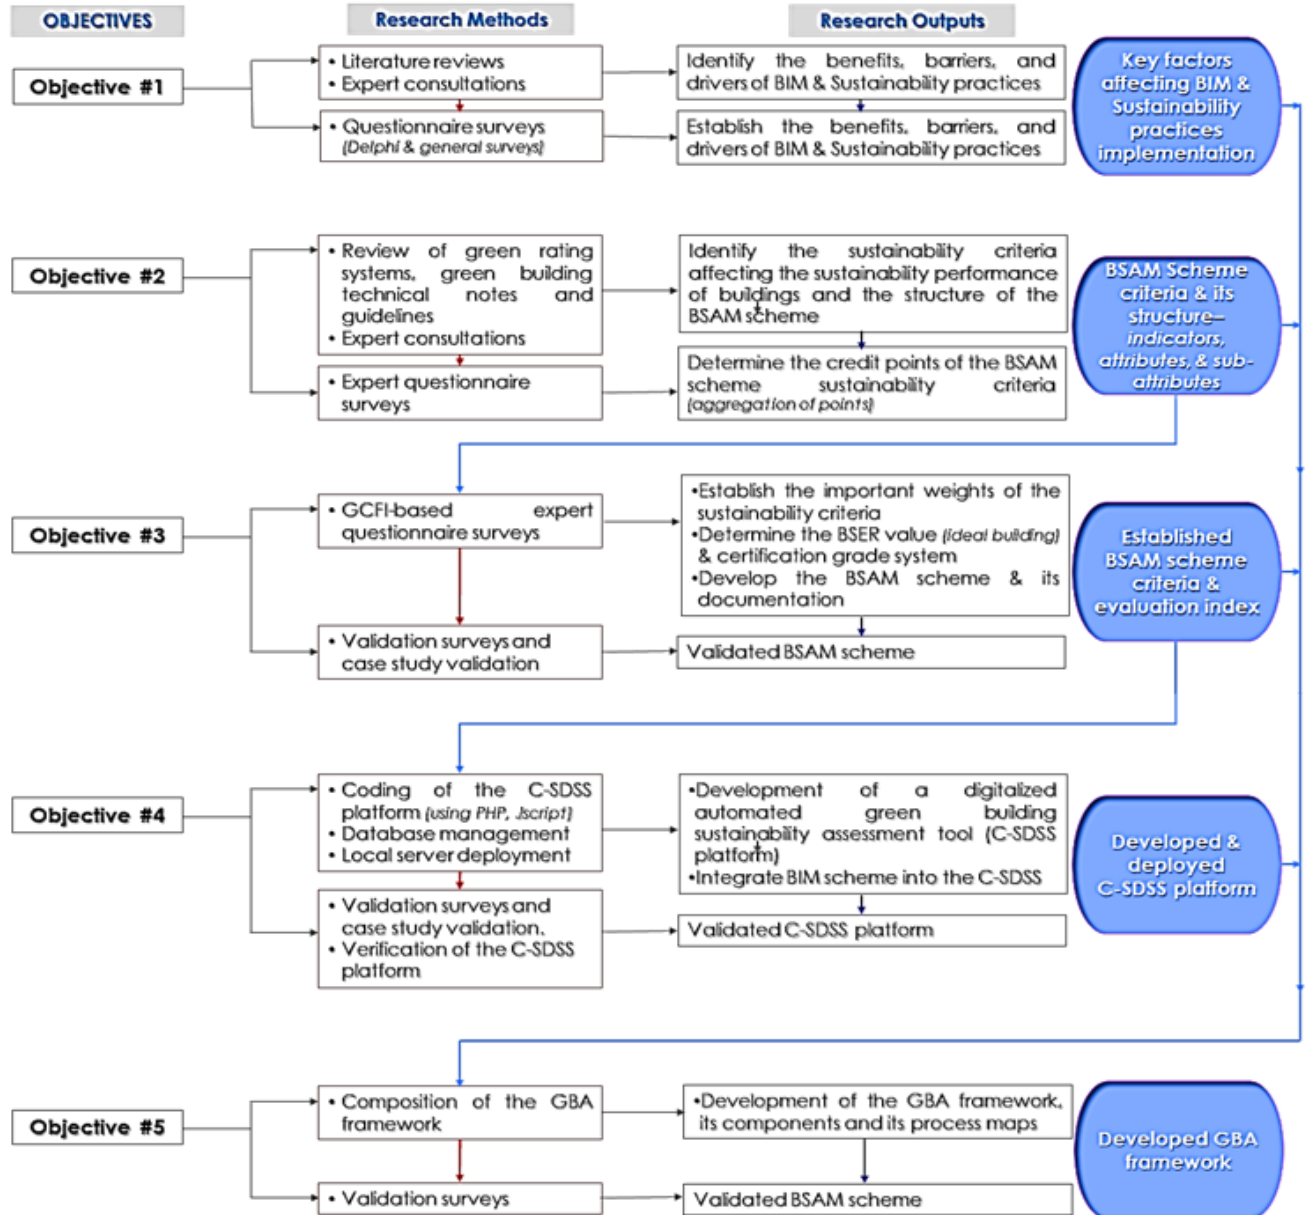 OBJECTIVES
Research Methods
Research Outputs
Objective #1
• Literature reviews
• Expert consultations
• Questionnaire surveys
(Delphi & general surveys)
Identify the benefits, barriers, and
drivers of BIM & Sustainability practices
Establish the benefits, barriers, and
drivers of BIM & Sustainability practices
Key factors
affecting BIM &
Sustainability
practices
implementation
Objective #2
• Review of green rating
systems, green building
technical notes and
guidelines
• Expert consultations
• Expert questionnaire
surveys
Identify the sustainability criteria
affecting the sustainability performance
of buildings and the structure of the
BSAM scheme
Determine the credit points of the BSAM
scheme sustainability criteria
(aggregation of points)
BSAM Scheme
criteria & its
structure–
indicators,
attributes, & sub-
attributes
Objective #3
• GCFI-based expert
questionnaire surveys
• Validation surveys and
case study validation
•Establish the important weights of the
sustainability criteria
•Determine the BSER value (ideal building)
& certification grade system
•Develop the BSAM scheme & its
documentation
Validated BSAM scheme
Established
BSAM scheme
criteria &
evaluation index
Objective #4
• Coding of the C-SDSS
platform (using PHP, Jscript)
• Database management
• Local server deployment
• Validation surveys and
case study validation.
• Verification of the C-SDSS
platform
•Development of a digitalized
automated green building
sustainability assessment tool (C-SDSS
platform)
•Integrate BIM scheme into the C-SDSS
Validated C-SDSS platform
Developed &
deployed
C-SDSS platform
Objective #5
• Composition of the GBA
framework
• Validation surveys
•Development of the GBA framework,
its components and its process maps
Validated BSAM scheme
Developed GBA
framework